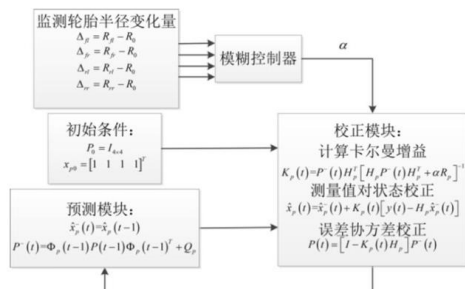 监测轮胎半径变化量
Δ_fl = R_fl − R_0
Δ_fr = R_fr − R_0
Δ_rl = R_rl − R_0
Δ_rr = R_rr − R_0
模糊控制器
α
初始条件：
P_0 = I_4×4
x_p0 = [1 1 1 1]^T
预测模块：
x̂_p^−(t) = x̂_p(t−1)
P^−(t) = Φ_p(t−1)P(t−1)Φ_p(t−1)^T + Q_p
校正模块：
计算卡尔曼增益
K_p(t) = P^−(t)H_p^T[H_p P^−(t)H_p^T + αR_p]^−1
测量值对状态校正
x̂_p(t) = x̂_p^−(t) + K_p(t)[y(t) − H_p x̂_p^−(t)]
误差协方差校正
P(t) = [I − K_p(t)H_p]P^−(t)